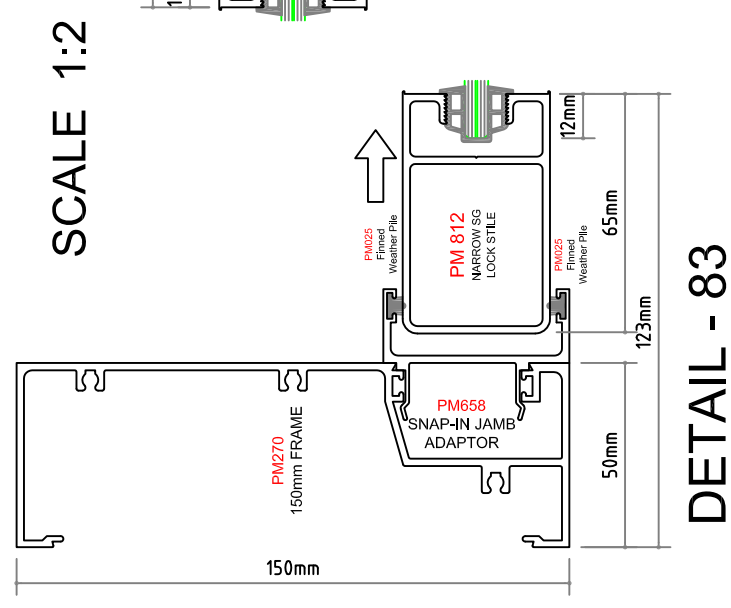 SCALE 1:2
12mm
65mm
123mm
50mm
150mm
PM025
Finned
Weather Pile
PM 812
NARROW SG
LOCK STILE
PM025
Finned
Weather Pile
PM658
SNAP-IN JAMB
ADAPTOR
PM270
150mm FRAME
DETAIL - 83